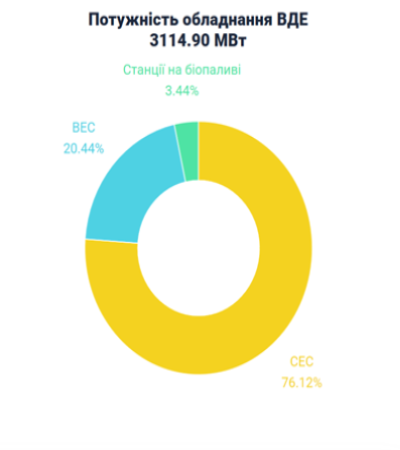 Потужність обладнання ВДЕ
3114.90 МВт
Станції на біопаливі
3.44%
ВЕС
20.44%
СЕС
76.12%